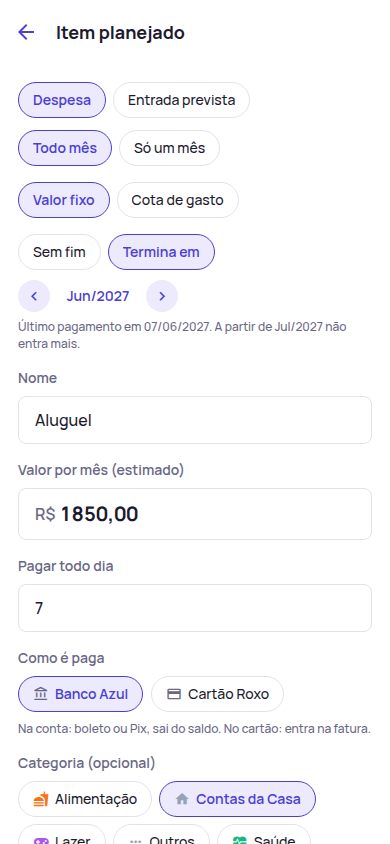 Item planejado
Despesa Entrada prevista
Todo mês Só um mês
Valor fixo Cota de gasto
Sem fim Termina em
Jun/2027
Último pagamento em 07/06/2027. A partir de Jul/2027 não
entra mais.
Nome
Aluguel
Valor por mês (estimado)
R$ 1850,00
Pagar todo dia
7
Como é paga
Banco Azul Cartão Roxo
Na conta: boleto ou Pix, sai do saldo. No cartão: entra na fatura.
Categoria (opcional)
Alimentação Contas da Casa
Lazer Outros Saúde